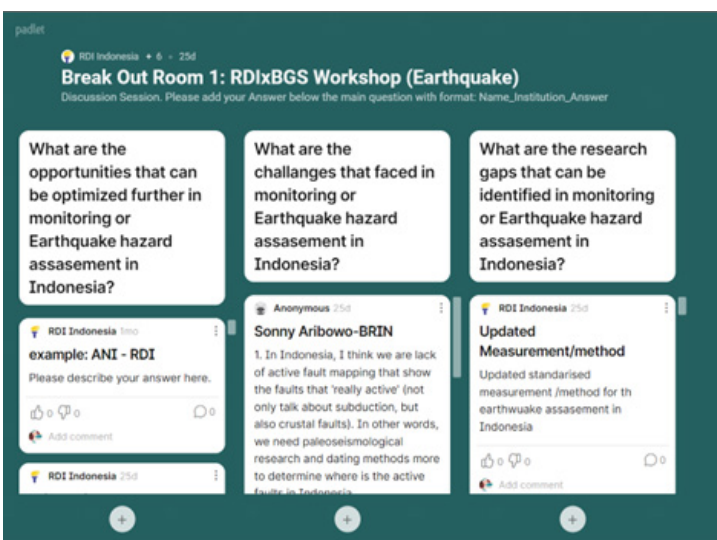 padlet
RDI Indonesia + 6 • 25d
Break Out Room 1: RDIxBGS Workshop (Earthquake)
Discussion Session. Please add your Answer below the main question with format: Name_Institution_Answer
What are the
opportunities that can
be optimized further in
monitoring or
Earthquake hazard
assasement in
Indonesia?
RDI Indonesia 1mo
example: ANI - RDI
Please describe your answer here.
0 0 0
Add comment
RDI Indonesia 25d
What are the
challanges that faced in
monitoring or
Earthquake hazard
assasement in
Indonesia?
Anonymous 25d
Sonny Aribowo-BRIN
1. In Indonesia, I think we are lack
of active fault mapping that show
the faults that 'really active' (not
only talk about subduction, but
also crustal faults). In other words,
we need paleoseismological
research and dating methods more
to determine where is the active
faults in Indonesia
What are the research
gaps that can be
identified in monitoring
or Earthquake hazard
assasement in
Indonesia?
RDI Indonesia 25d
Updated
Measurement/method
Updated standarised
measurement /method for th
earthwuake assasement in
Indonesia
0 0 0
Add comment